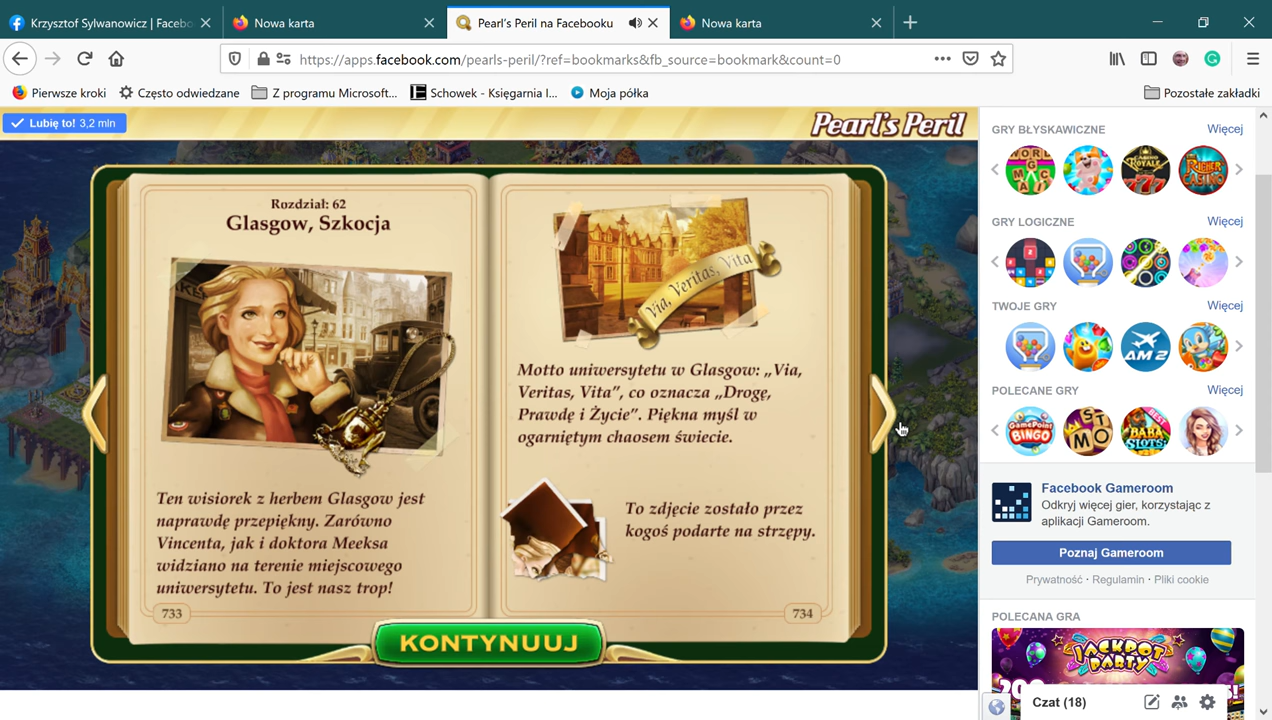 Krzysztof Sylwanowicz | Facebo
Nowa karta
Pearl's Peril na Facebooku
Nowa karta
https://apps.facebook.com/pearls-peril/?ref=bookmarks&fb_source=bookmark&count=0
Pierwsze kroki
Często odwiedzane
Z programu Microsoft...
Schowek - Księgarnia I...
Moja półka
Pozostałe zakładki
Lubię to! 3,2 mln
Pearl's Peril
Rozdział: 62
Glasgow, Szkocja
Ten wisiorek z herbem Glasgow jest
naprawdę przepiękny. Zarówno
Vincenta, jak i doktora Meeksa
widziano na terenie miejscowego
uniwersytetu. To jest nasz trop!
733
Via, Veritas, Vita
Motto uniwersytetu w Glasgow: „Via,
Veritas, Vita”, co oznacza „Drogę,
Prawdę i Życie”. Piękna myśl w
ogarniętym chaosem świecie.
To zdjęcie zostało przez
kogoś podarte na strzępy.
734
KONTYNUUJ
GRY BŁYSKAWICZNE
Więcej
GRY LOGICZNE
Więcej
TWOJE GRY
Więcej
AM 2
POLECANE GRY
Więcej
GamePoint
BINGO
BABA
SLOTS
Facebook Gameroom
Odkryj więcej gier, korzystając z
aplikacji Gameroom.
Poznaj Gameroom
Prywatność · Regulamin · Pliki cookie
POLECANA GRA
JACKPOT
PARTY
Czat (18)